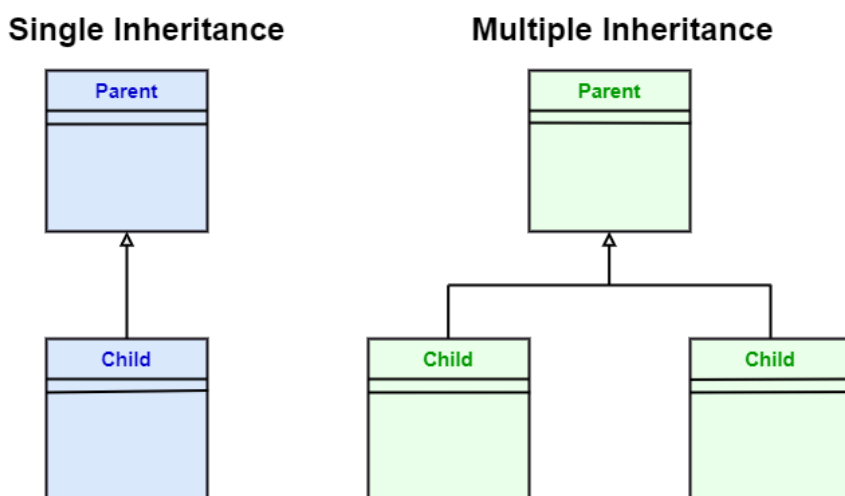 Single Inheritance
Multiple Inheritance
Parent
Parent
Child
Child
Child